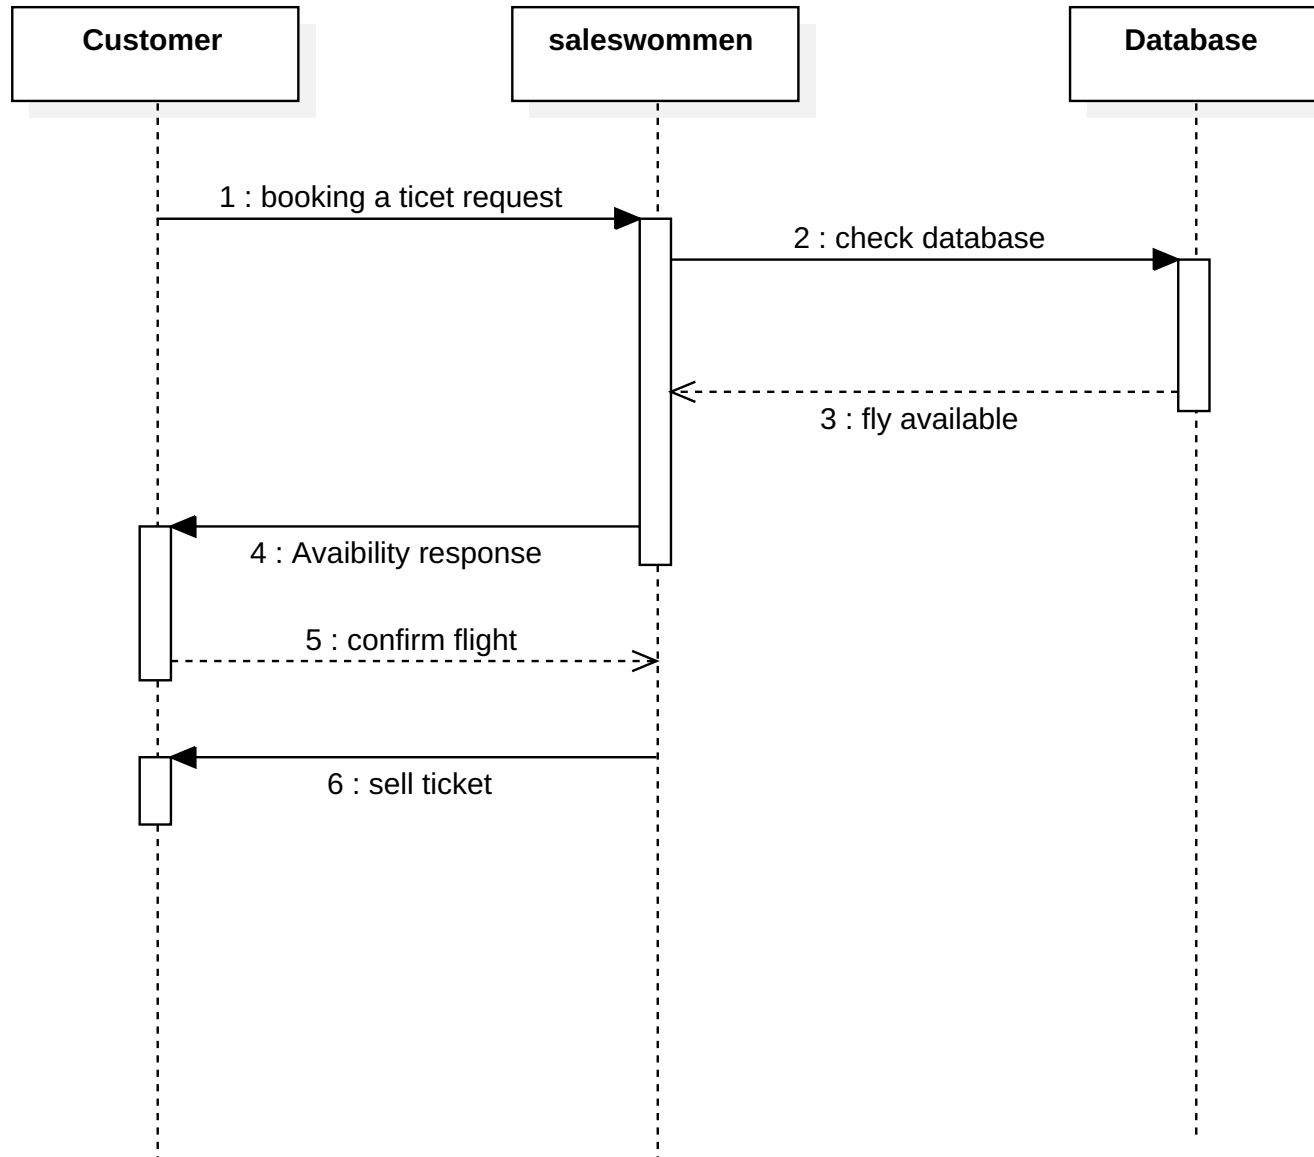 Customer
saleswommen
Database
1 : booking a ticet request
2 : check database
3 : fly available
4 : Avaibility response
5 : confirm flight
6 : sell ticket